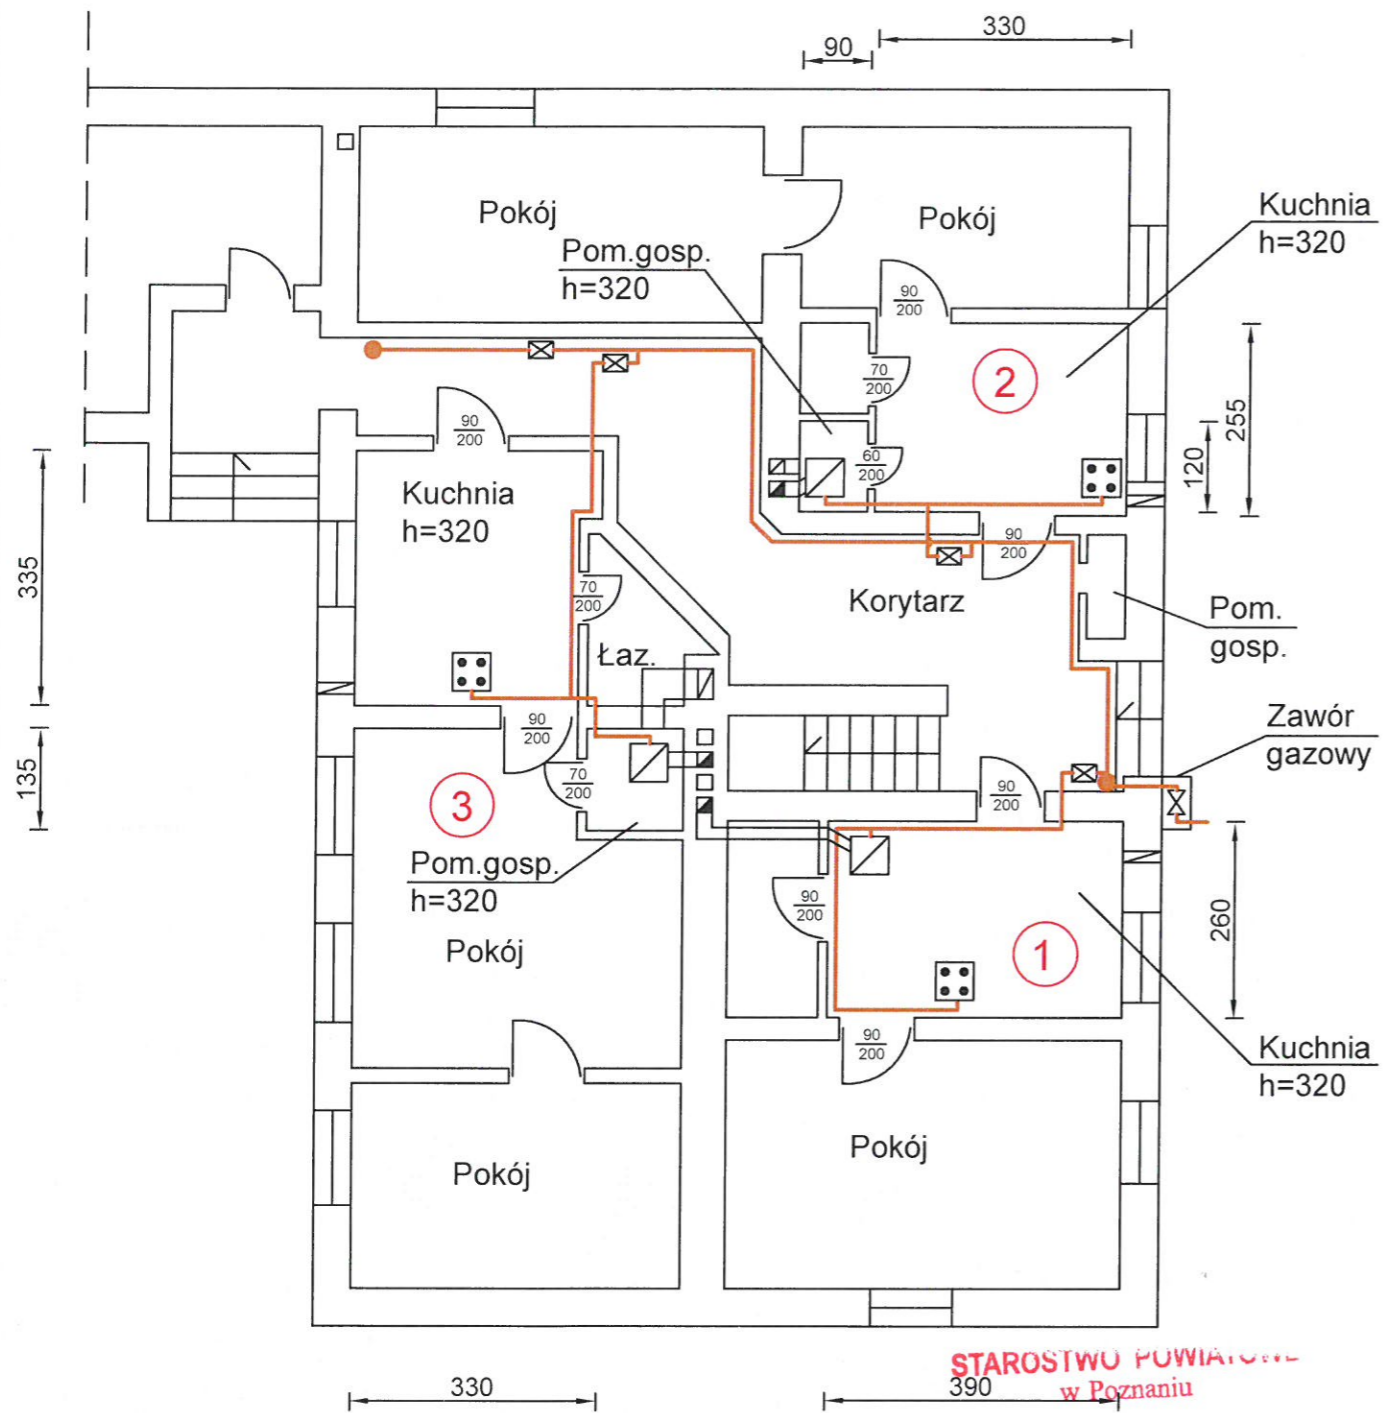 330
90
Pokój
Pokój
Kuchnia
h=320
Pom.gosp.
h=320
90
200
70
200
2
255
120
90
200
60
200
Kuchnia
h=320
335
90
200
70
200
Korytarz
Pom.
gosp.
Łaz.
Zawór
gazowy
90
200
70
200
90
200
135
3
Pom.gosp.
h=320
90
200
260
Pokój
1
90
200
Kuchnia
h=320
Pokój
Pokój
STAROSTWO
w Poznaniu
330
390